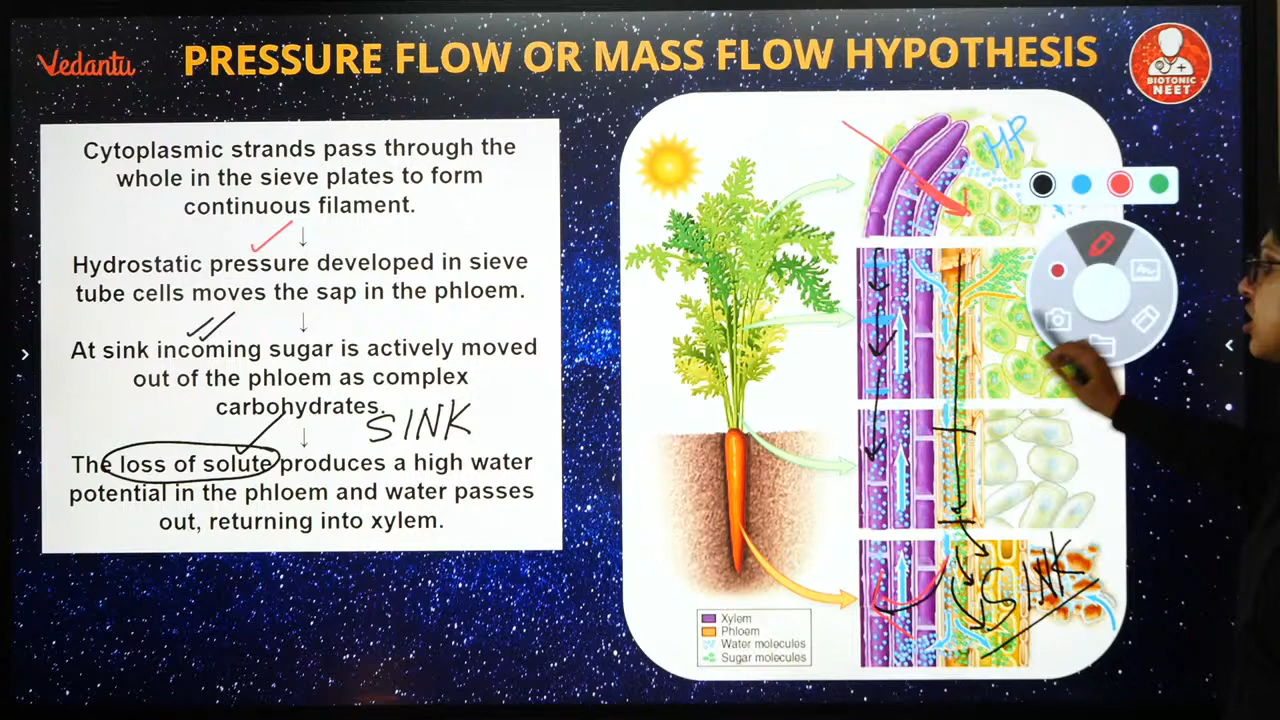 Vedantu
PRESSURE FLOW OR MASS FLOW HYPOTHESIS
BIOTONIC
NEET
Cytoplasmic strands pass through the
whole in the sieve plates to form
continuous filament.
↓
Hydrostatic pressure developed in sieve
tube cells moves the sap in the phloem.
↓
At sink incoming sugar is actively moved
out of the phloem as complex
carbohydrates.
↓
SINK
The loss of solute produces a high water
potential in the phloem and water passes
out, returning into xylem.
HP
SINK
Xylem
Phloem
Water molecules
Sugar molecules